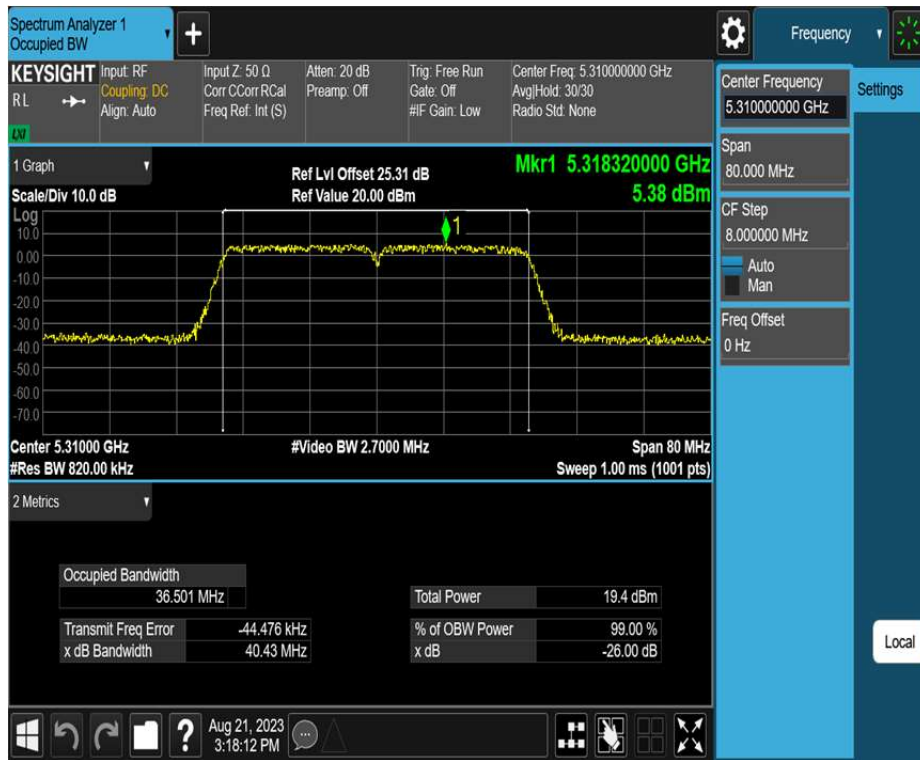 Spectrum Analyzer 1
Occupied BW
+
Frequency
KEYSIGHT
RL
LXI
Input: RF
Coupling: DC
Align: Auto
Input Z: 50 Ω
Corr CCorr RCal
Freq Ref: Int (S)
Atten: 20 dB
Preamp: Off
Trig: Free Run
Gate: Off
#IF Gain: Low
Center Freq: 5.310000000 GHz
Avg|Hold: 30/30
Radio Std: None
Center Frequency
5.310000000 GHz
Settings
Span
80.000 MHz
CF Step
8.000000 MHz
Auto
Man
Freq Offset
0 Hz
1 Graph
Scale/Div 10.0 dB
Ref Lvl Offset 25.31 dB
Ref Value 20.00 dBm
Mkr1 5.318320000 GHz
5.38 dBm
Log
10.0
0.00
-10.0
-20.0
-30.0
-40.0
-50.0
-60.0
-70.0
1
Center 5.31000 GHz
#Res BW 820.00 kHz
#Video BW 2.7000 MHz
Span 80 MHz
Sweep 1.00 ms (1001 pts)
2 Metrics
Occupied Bandwidth
36.501 MHz
Total Power 19.4 dBm
Transmit Freq Error -44.476 kHz
% of OBW Power 99.00 %
x dB Bandwidth 40.43 MHz
x dB -26.00 dB
Local
?
Aug 21, 2023
3:18:12 PM